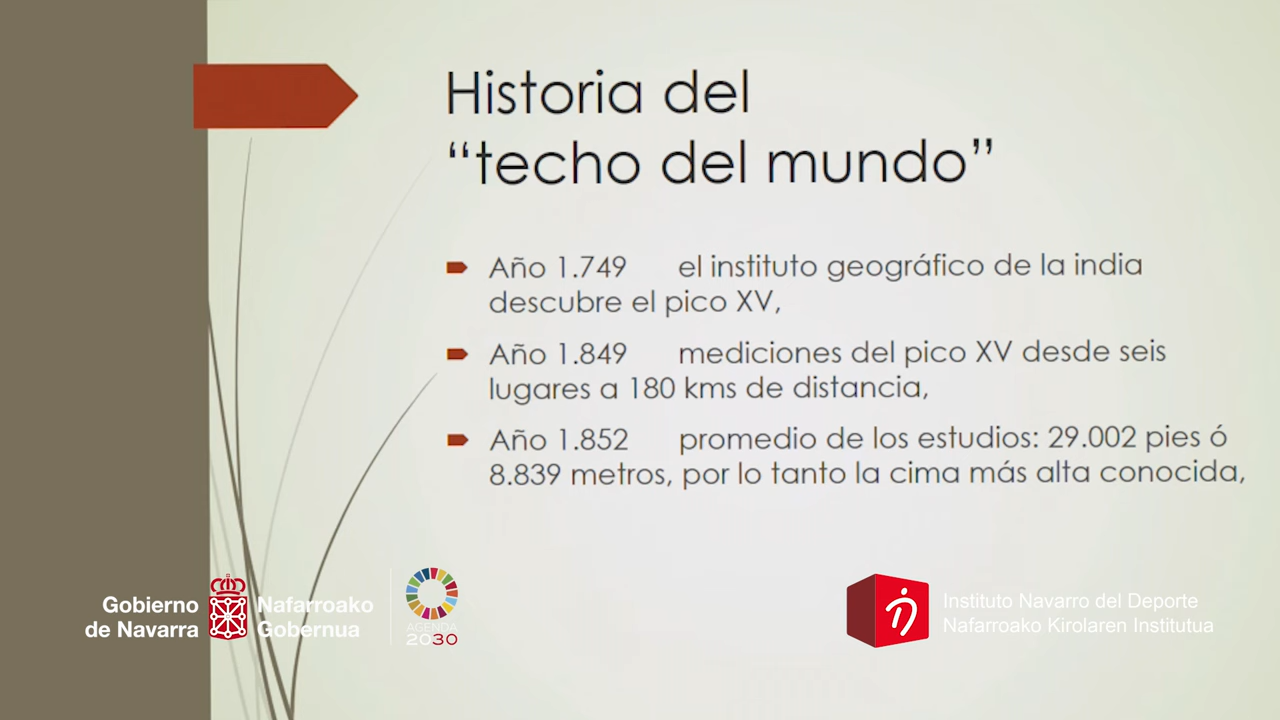 Historia del
“techo del mundo”
Año 1.749 el instituto geográfico de la india
descubre el pico XV,
Año 1.849 mediciones del pico XV desde seis
lugares a 180 kms de distancia,
Año 1.852 promedio de los estudios: 29.002 pies ó
8.839 metros, por lo tanto la cima más alta conocida,
Gobierno
de Navarra
Nafarroako
Gobernua
AGENDA
2030
Instituto Navarro del Deporte
Nafarroako Kirolaren Institutua